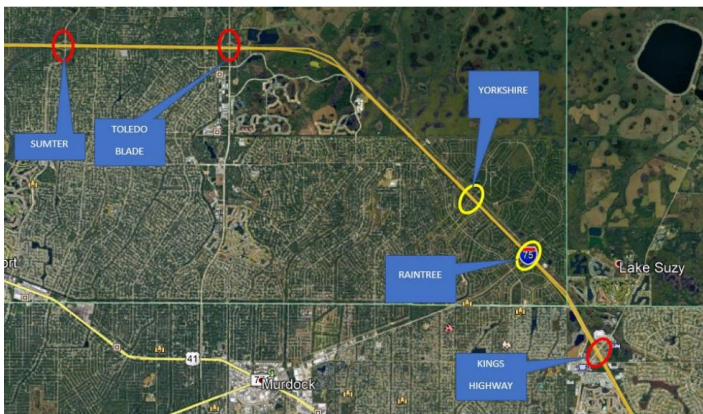 YORKSHIRE
TOLEDO
BLADE
SUMTER
75
RAINTREE
Lake Suzy
ort
41
KINGS
HIGHWAY
Murdock